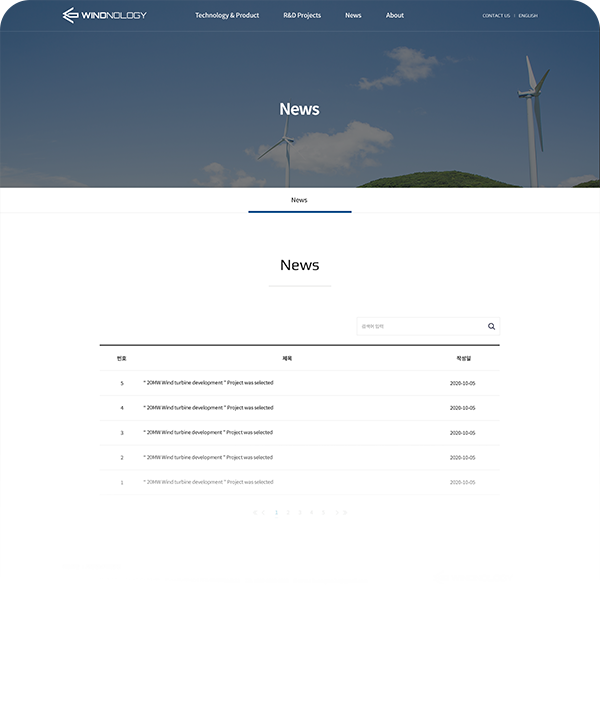 WINDNOLOGY
Technology & Product R&D Projects News About
CONTACT US | ENGLISH
News
News
News
검색어 입력
번호 제목 작성일
5 " 20MW Wind turbine development " Project was selected 2020-10-05
4 " 20MW Wind turbine development " Project was selected 2020-10-05
3 " 20MW Wind turbine development " Project was selected 2020-10-05
2 " 20MW Wind turbine development " Project was selected 2020-10-05
1 " 20MW Wind turbine development " Project was selected 2020-10-05
1 2 3 4 5